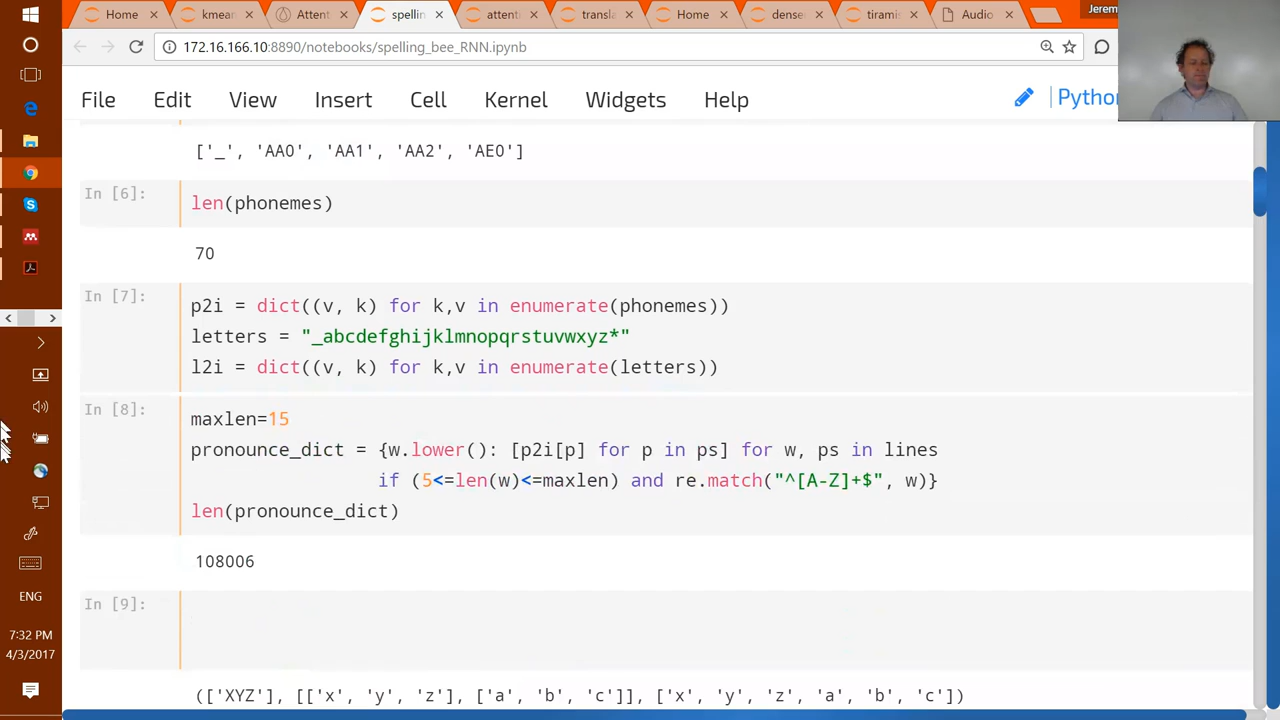 Home
kmean
Attent
spellin
attent
transla
Home
dense
tiramis
Audio
Jerem
172.16.166.10:8890/notebooks/spelling_bee_RNN.ipynb
File Edit View Insert Cell Kernel Widgets Help
Pytho
['_', 'AA0', 'AA1', 'AA2', 'AE0']
In [6]:
len(phonemes)
70
In [7]:
p2i = dict((v, k) for k,v in enumerate(phonemes))
letters = "_abcdefghijklmnopqrstuvwxyz*"
l2i = dict((v, k) for k,v in enumerate(letters))
In [8]:
maxlen=15
pronounce_dict = {w.lower(): [p2i[p] for p in ps] for w, ps in lines
if (5<=len(w)<=maxlen) and re.match("^[A-Z]+$", w)}
len(pronounce_dict)
108006
In [9]:
(['XYZ'], [['x', 'y', 'z'], ['a', 'b', 'c']], ['x', 'y', 'z', 'a', 'b', 'c'])
ENG
7:32 PM
4/3/2017